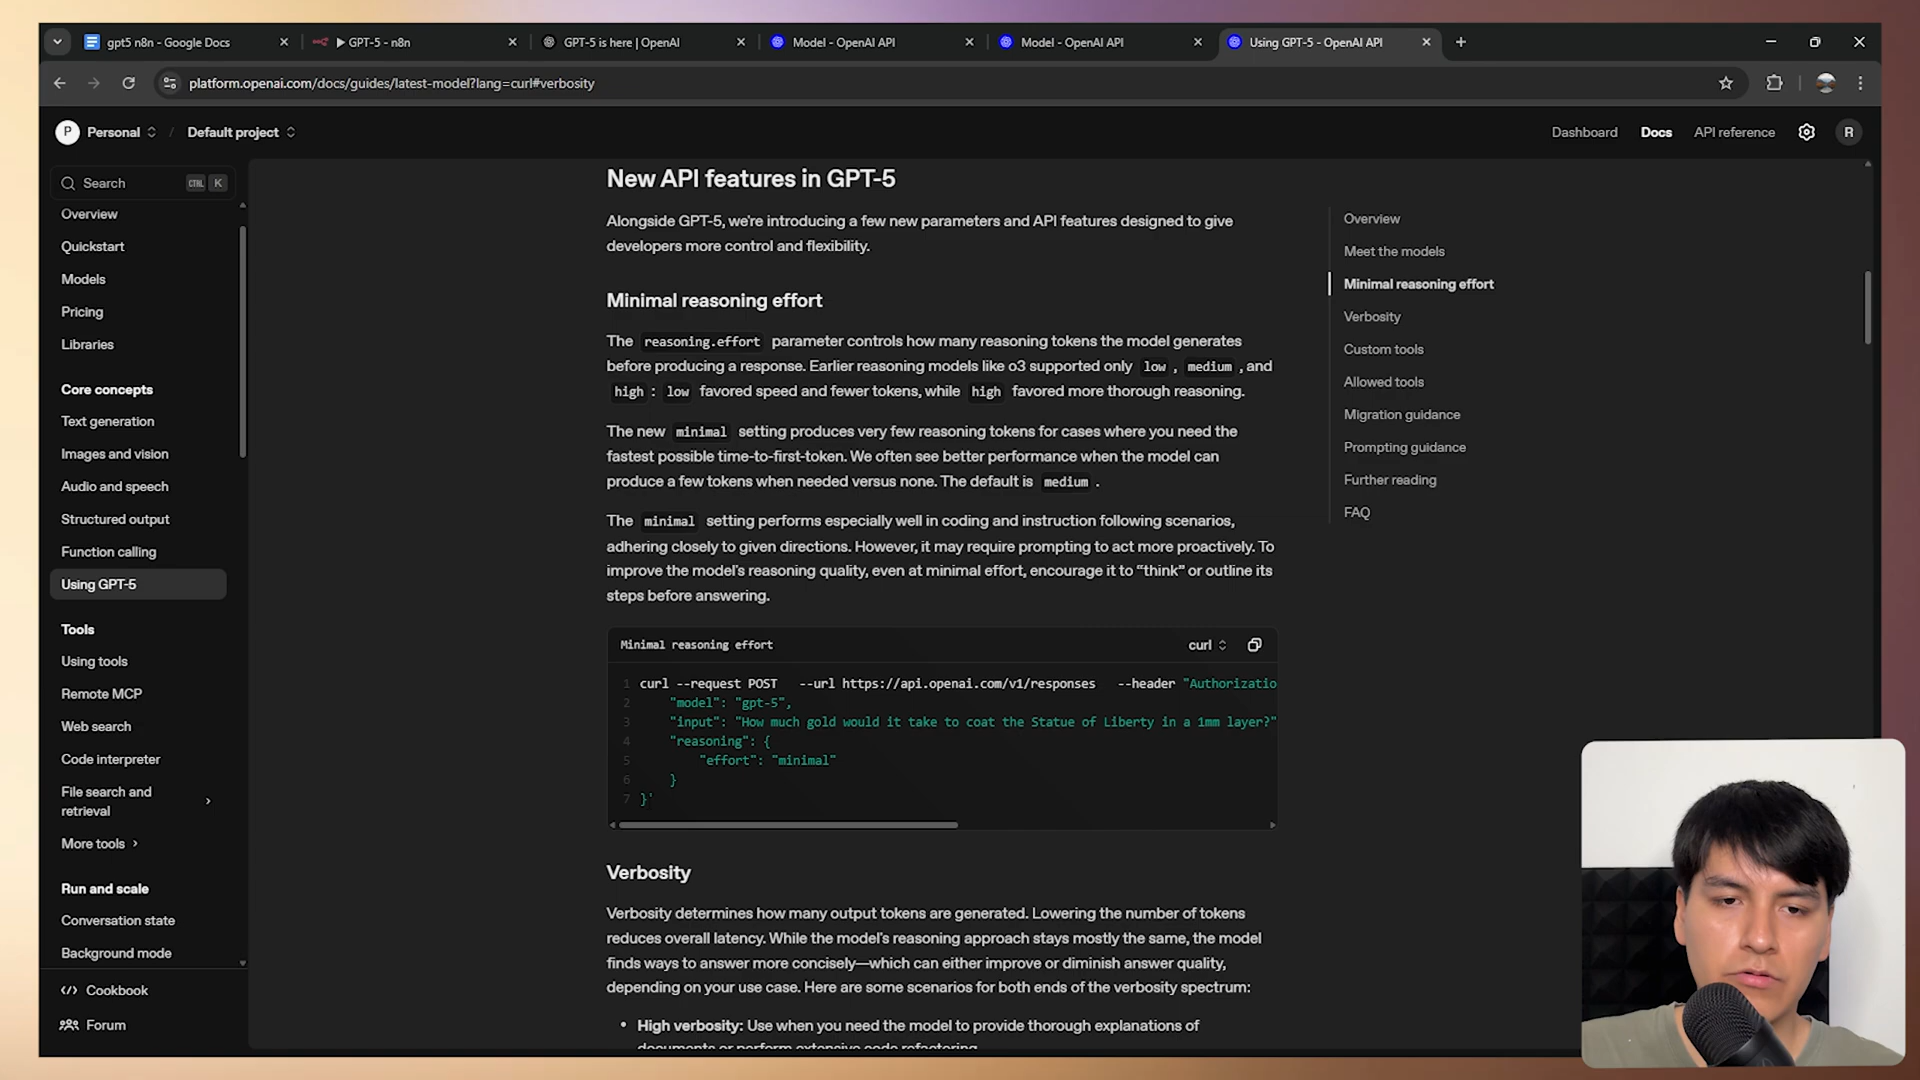 gpt5 n8n - Google Docs
▶ GPT-5 - n8n
GPT-5 is here | OpenAI
Model - OpenAI API
Model - OpenAI API
Using GPT-5 - OpenAI API
platform.openai.com/docs/guides/latest-model?lang=curl#verbosity
P Personal / Default project
Dashboard Docs API reference R
Search CTRL K
Overview
Quickstart
Models
Pricing
Libraries
Core concepts
Text generation
Images and vision
Audio and speech
Structured output
Function calling
Using GPT-5
Tools
Using tools
Remote MCP
Web search
Code interpreter
File search and
retrieval
More tools
Run and scale
Conversation state
Background mode
Cookbook
Forum
New API features in GPT-5
Alongside GPT-5, we're introducing a few new parameters and API features designed to give
developers more control and flexibility.
Minimal reasoning effort
The reasoning.effort parameter controls how many reasoning tokens the model generates
before producing a response. Earlier reasoning models like o3 supported only low , medium , and
high : low favored speed and fewer tokens, while high favored more thorough reasoning.
The new minimal setting produces very few reasoning tokens for cases where you need the
fastest possible time-to-first-token. We often see better performance when the model can
produce a few tokens when needed versus none. The default is medium .
The minimal setting performs especially well in coding and instruction following scenarios,
adhering closely to given directions. However, it may require prompting to act more proactively. To
improve the model's reasoning quality, even at minimal effort, encourage it to “think” or outline its
steps before answering.
Minimal reasoning effort
curl
1 curl --request POST --url https://api.openai.com/v1/responses --header "Authorizatio
2 "model": "gpt-5",
3 "input": "How much gold would it take to coat the Statue of Liberty in a 1mm layer?"
4 "reasoning": {
5 "effort": "minimal"
6 }
7 }'
Verbosity
Verbosity determines how many output tokens are generated. Lowering the number of tokens
reduces overall latency. While the model's reasoning approach stays mostly the same, the model
finds ways to answer more concisely—which can either improve or diminish answer quality,
depending on your use case. Here are some scenarios for both ends of the verbosity spectrum:
• High verbosity: Use when you need the model to provide thorough explanations of
documents or perform extensive code refactoring.
Overview
Meet the models
Minimal reasoning effort
Verbosity
Custom tools
Allowed tools
Migration guidance
Prompting guidance
Further reading
FAQ